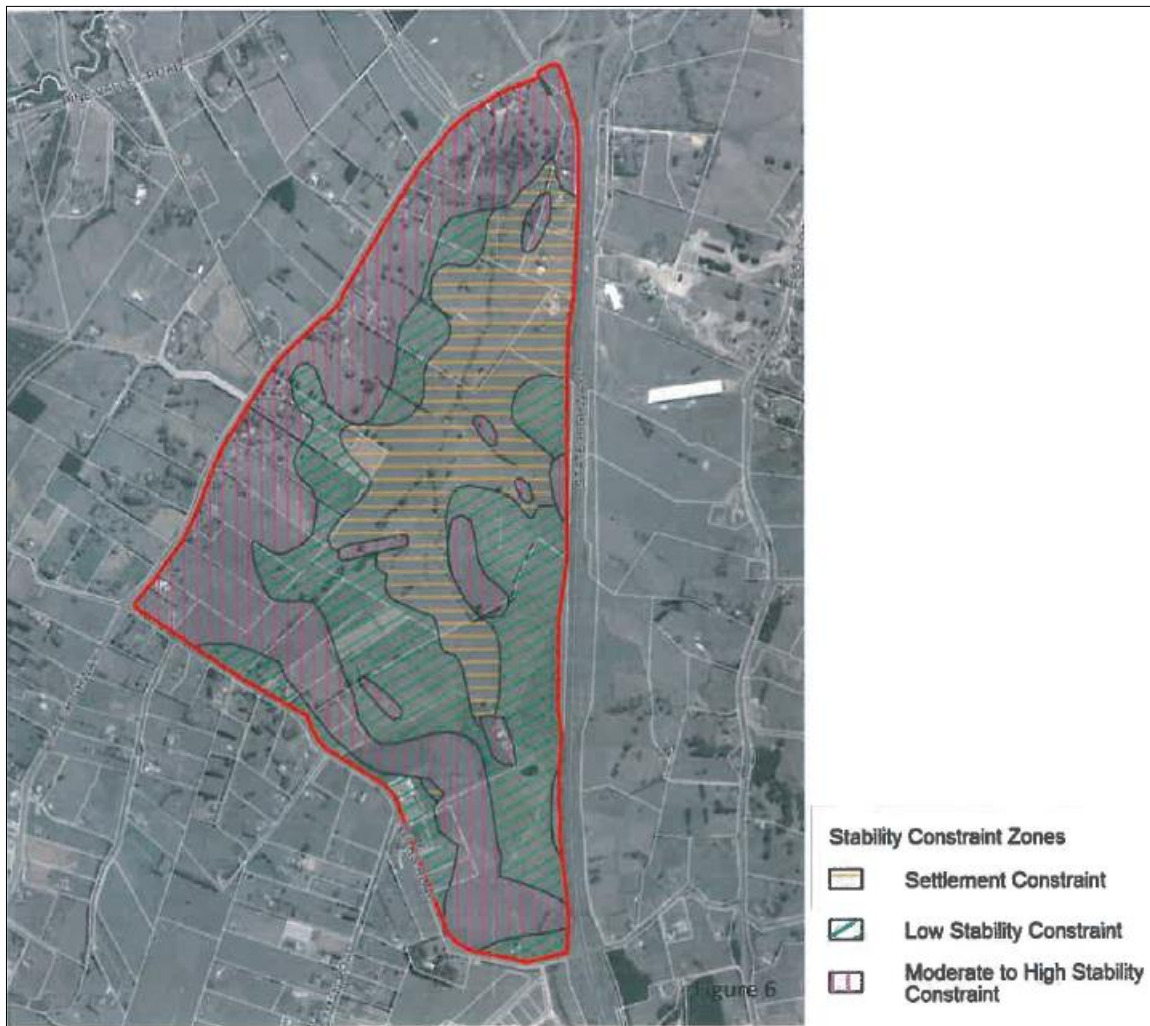 Figure 6
Stability Constraint Zones
Settlement Constraint
Low Stability Constraint
Moderate to High Stability
Constraint